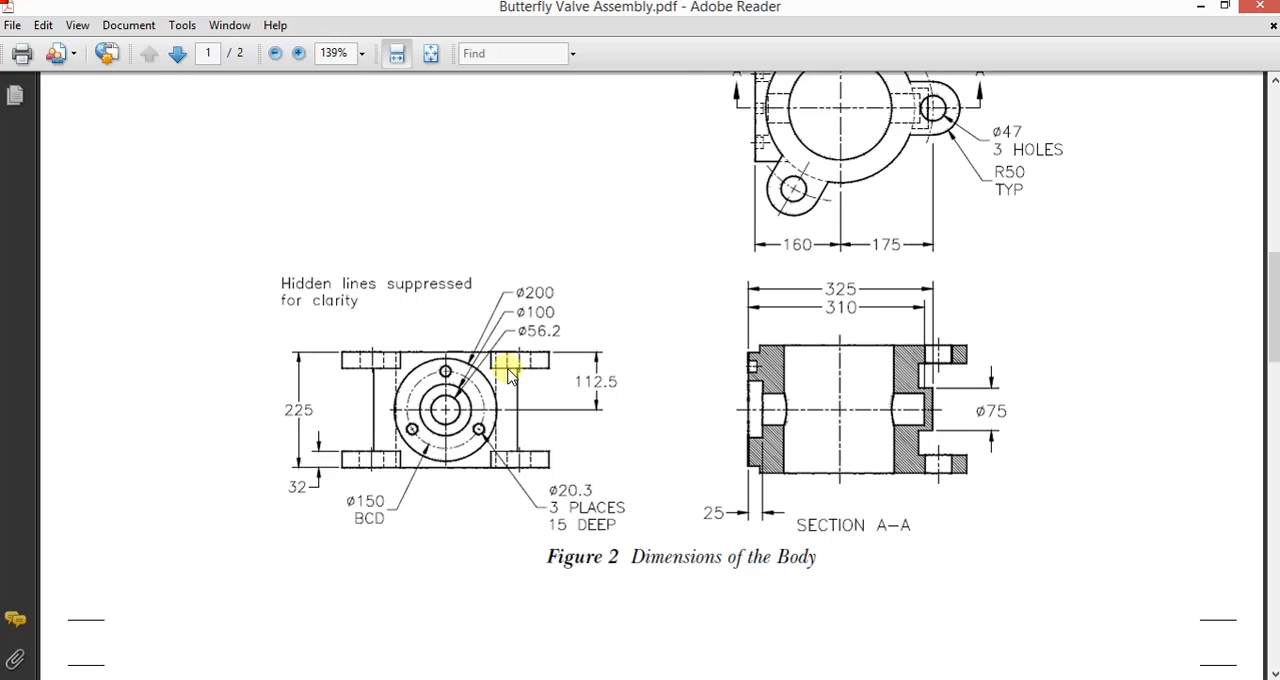 Butterfly Valve Assembly.pdf - Adobe Reader
File Edit View Document Tools Window Help
1 / 2 139% Find
ø47
3 HOLES
R50
TYP
160 175
Hidden lines suppressed
for clarity
ø200
ø100
ø56.2
225
112.5
32
ø150
BCD
ø20.3
3 PLACES
15 DEEP
325
310
ø75
25
SECTION A-A
Figure 2 Dimensions of the Body